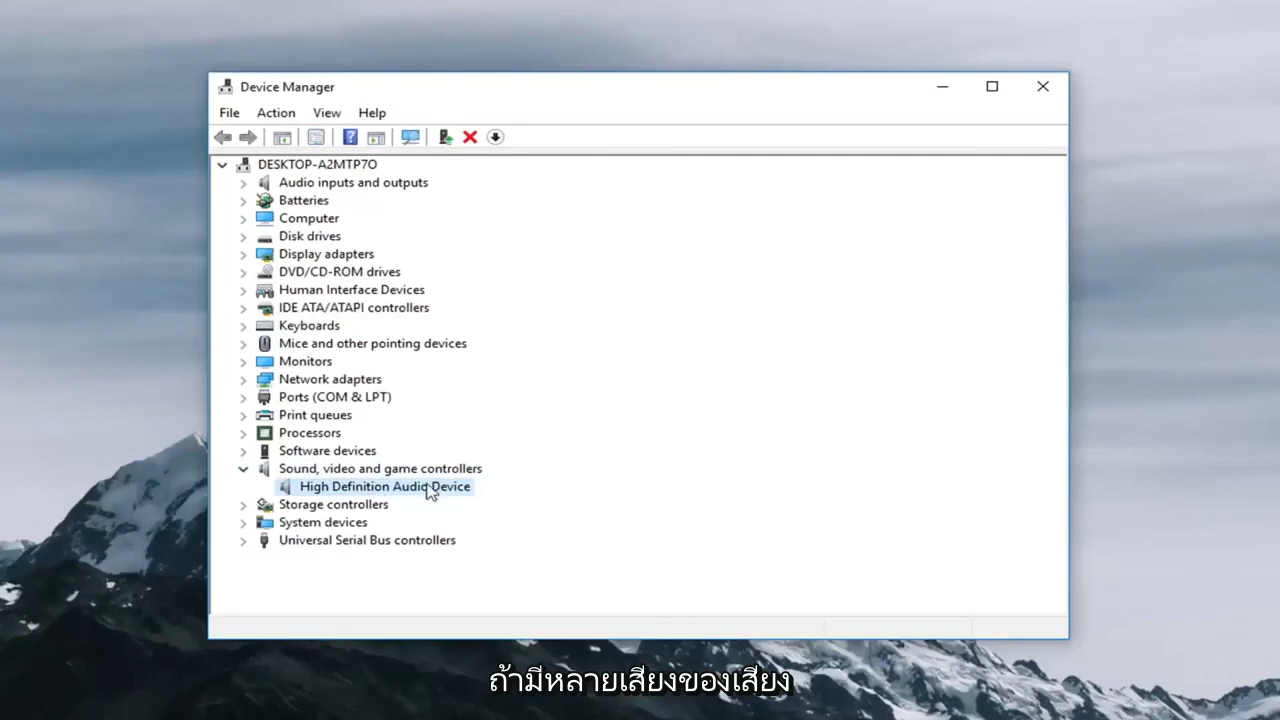 Device Manager
File Action View Help
DESKTOP-A2MTP7O
Audio inputs and outputs
Batteries
Computer
Disk drives
Display adapters
DVD/CD-ROM drives
Human Interface Devices
IDE ATA/ATAPI controllers
Keyboards
Mice and other pointing devices
Monitors
Network adapters
Ports (COM & LPT)
Print queues
Processors
Software devices
Sound, video and game controllers
High Definition Audio Device
Storage controllers
System devices
Universal Serial Bus controllers
ถ้ามีหลายเสียงของเสียง